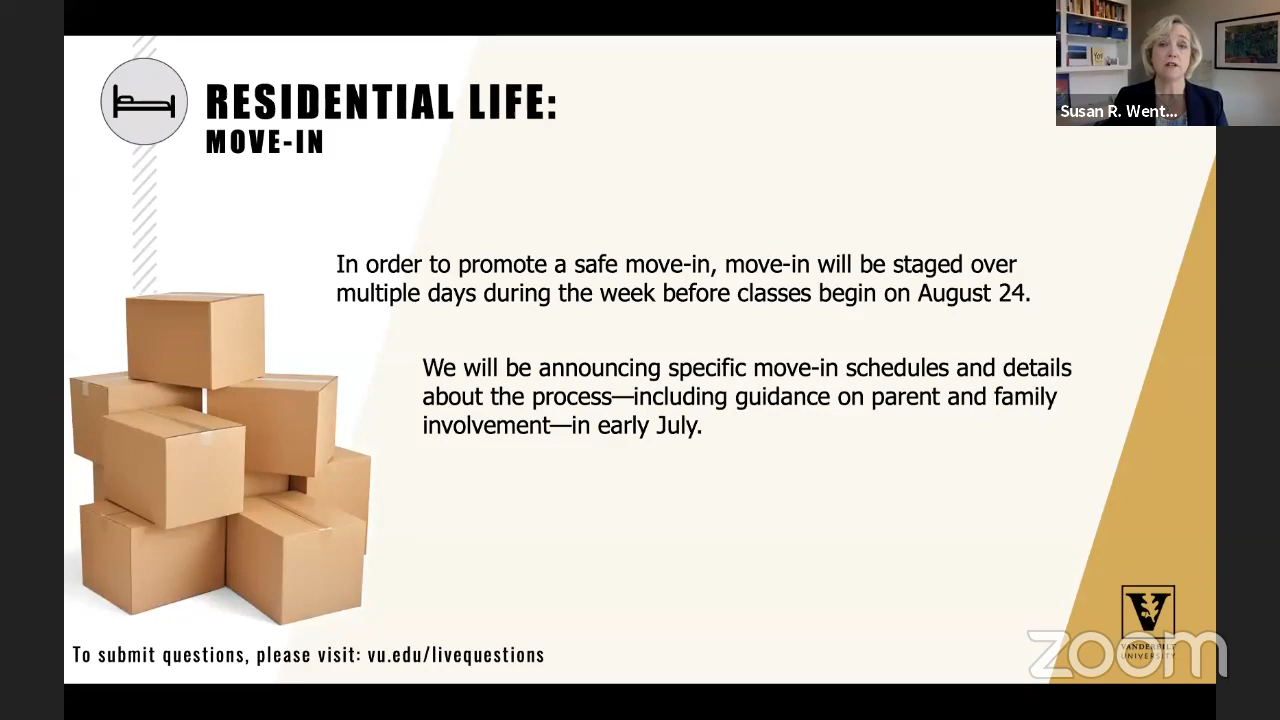 RESIDENTIAL LIFE:
MOVE-IN
Susan R. Went...
In order to promote a safe move-in, move-in will be staged over
multiple days during the week before classes begin on August 24.
We will be announcing specific move-in schedules and details
about the process—including guidance on parent and family
involvement—in early July.
To submit questions, please visit: vu.edu/livequestions
V
VANDERBILT
UNIVERSITY
zoom